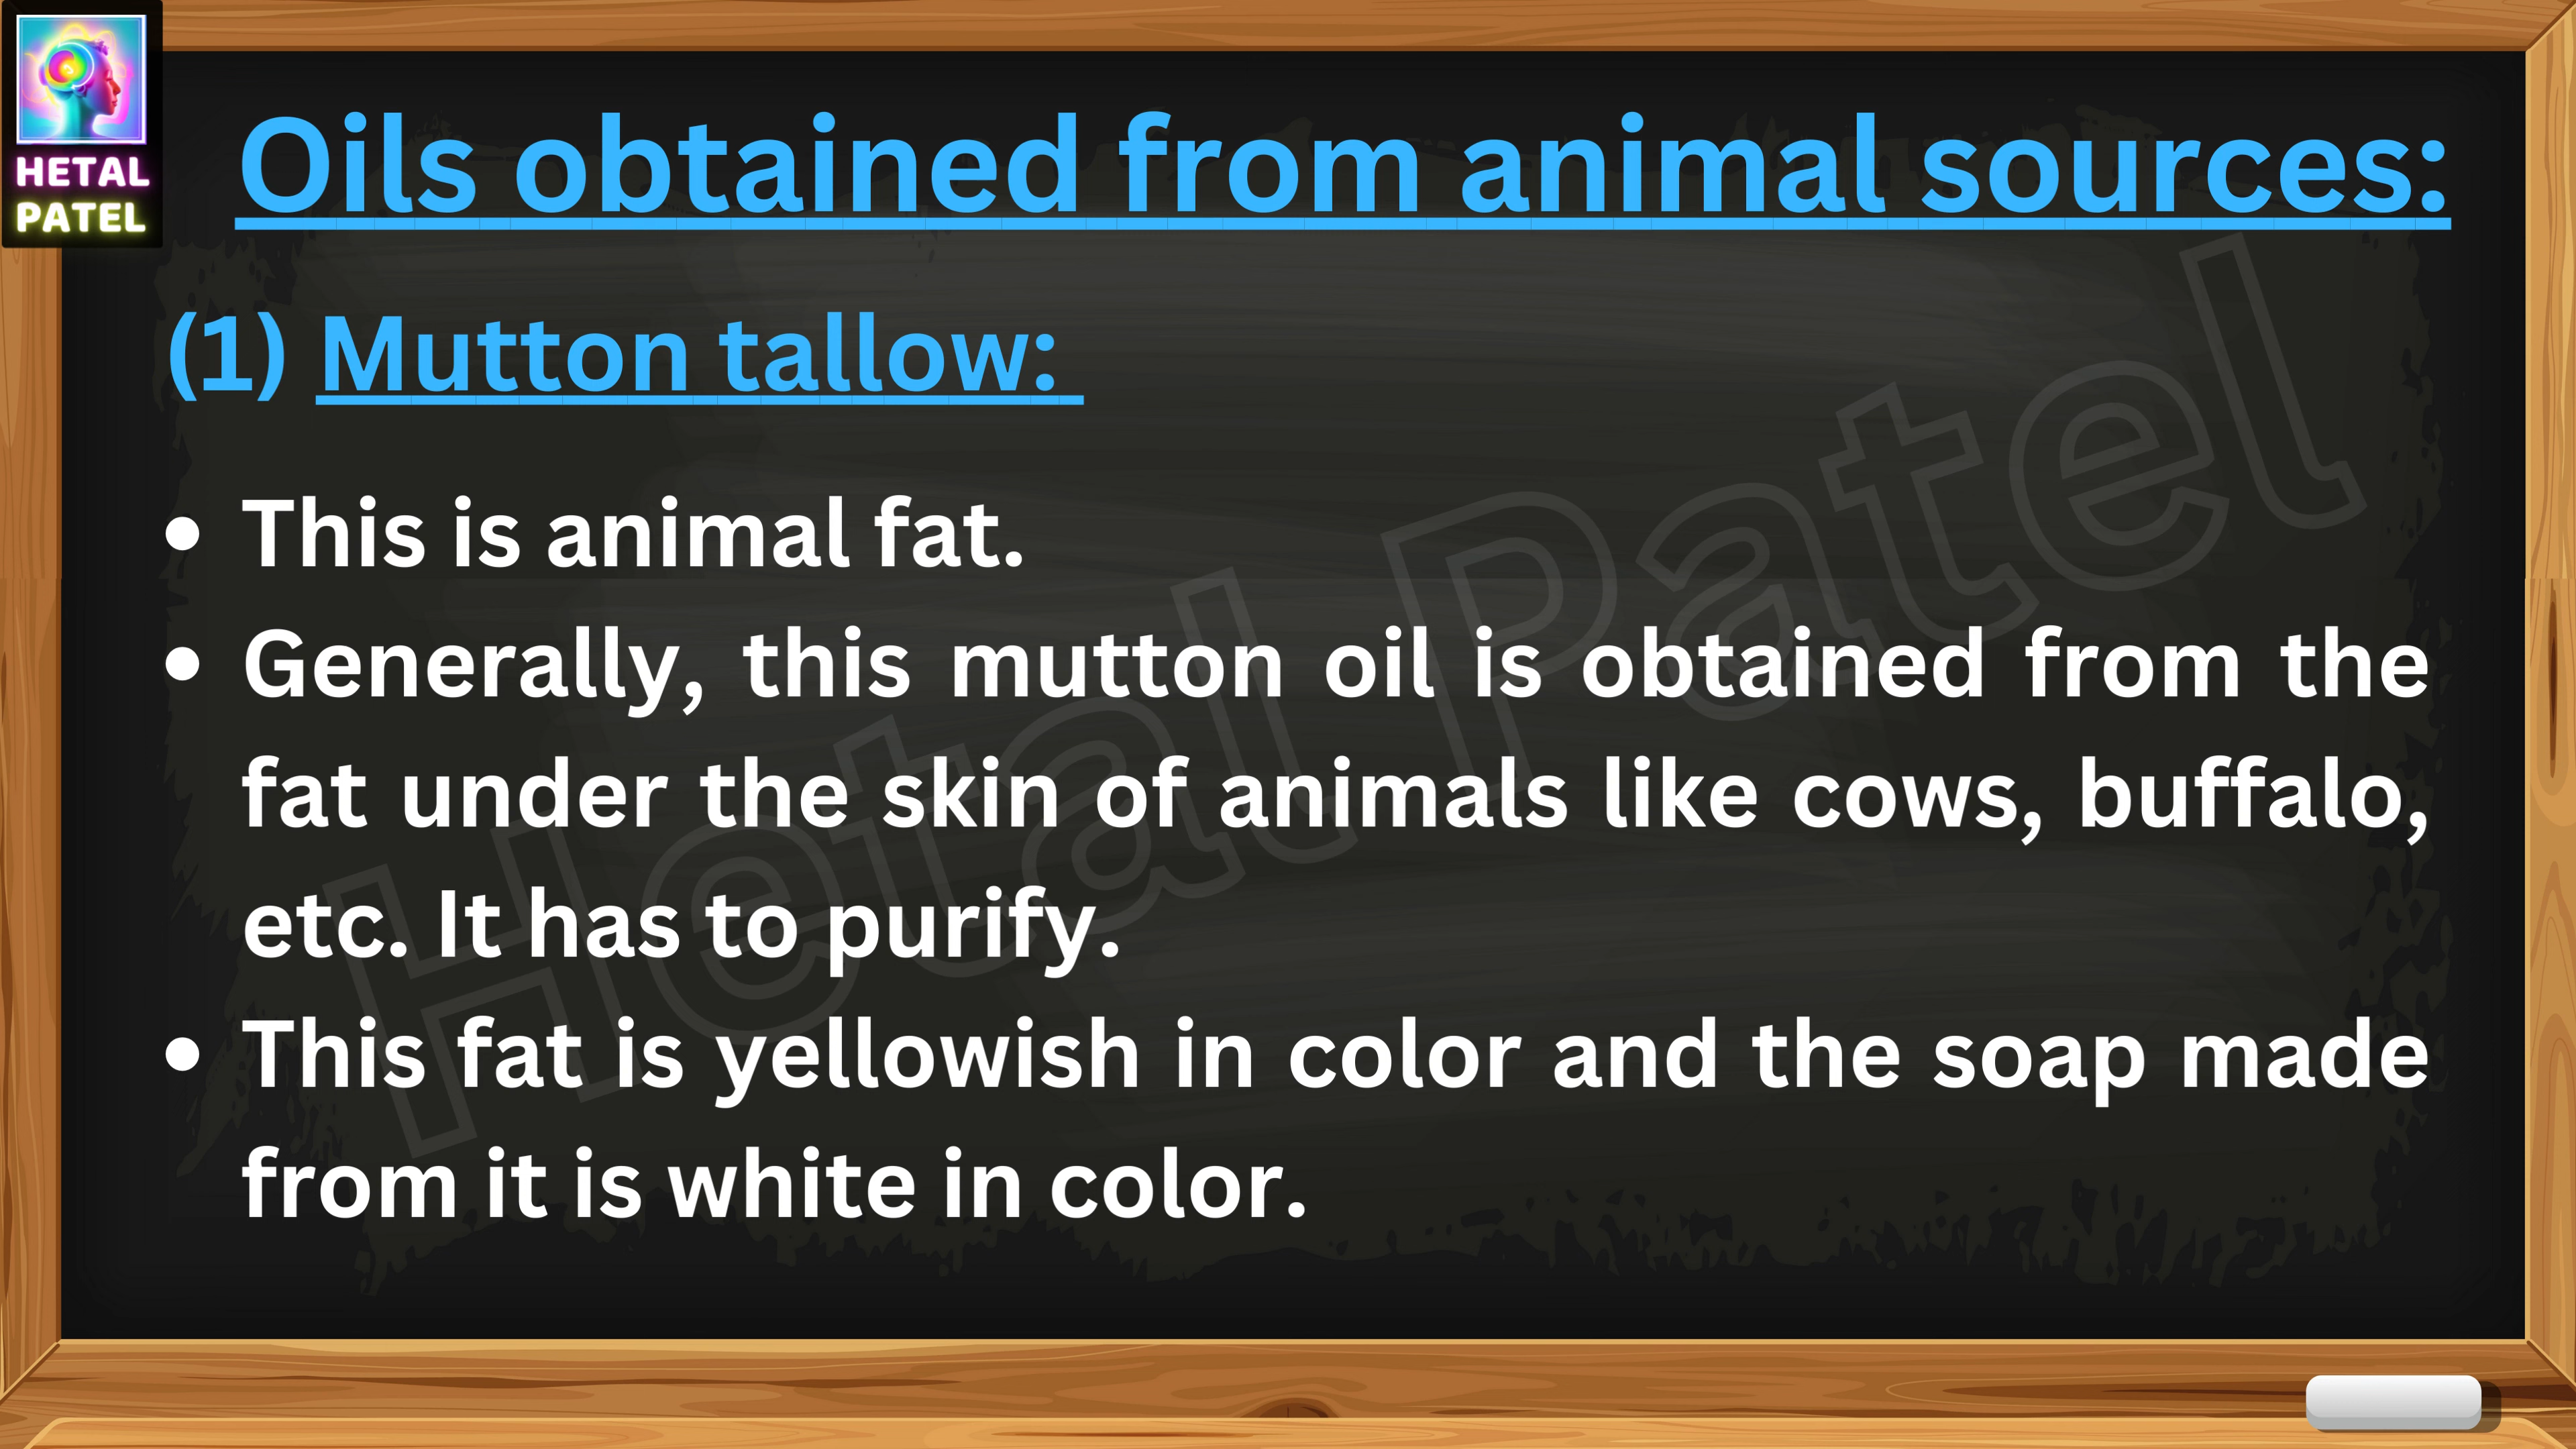 HETAL
PATEL
Oils obtained from animal sources:
(1) Mutton tallow:
• This is animal fat.
• Generally, this mutton oil is obtained from the
fat under the skin of animals like cows, buffalo,
etc. It has to purify.
• This fat is yellowish in color and the soap made
from it is white in color.
Hetal Patel